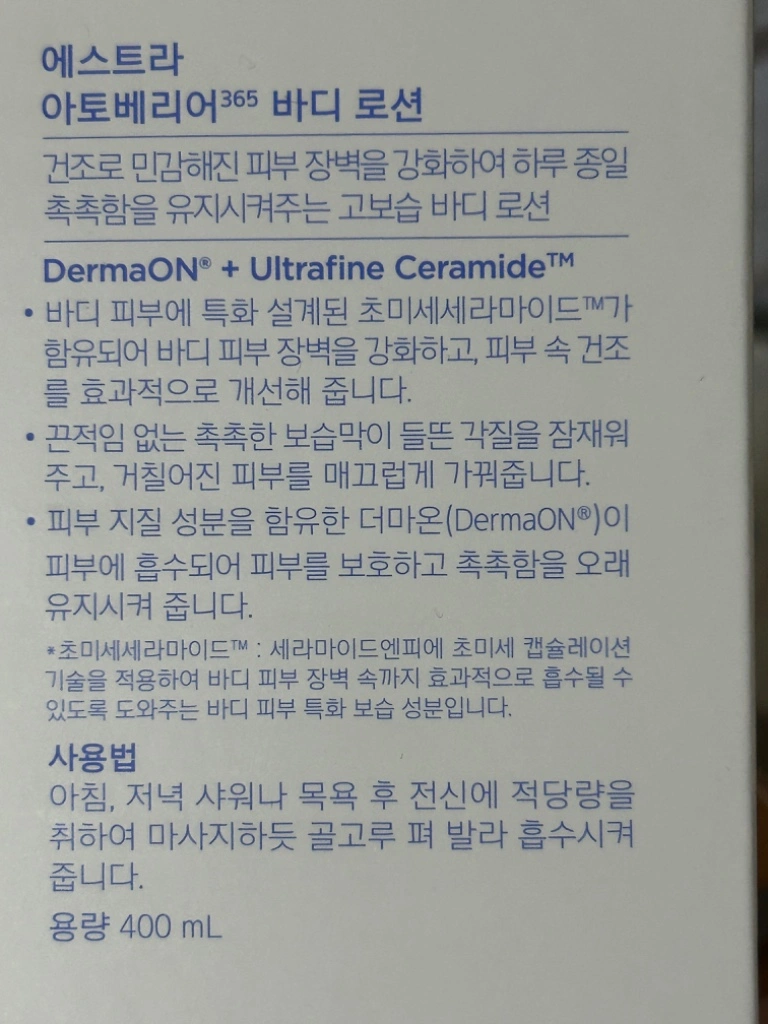 에스트라
아토베리어³⁶⁵ 바디 로션
건조로 민감해진 피부 장벽을 강화하여 하루 종일
촉촉함을 유지시켜주는 고보습 바디 로션
DermaON® + Ultrafine Ceramide™
• 바디 피부에 특화 설계된 초미세세라마이드™가
함유되어 바디 피부 장벽을 강화하고, 피부 속 건조
를 효과적으로 개선해 줍니다.
• 끈적임 없는 촉촉한 보습막이 들뜬 각질을 잠재워
주고, 거칠어진 피부를 매끄럽게 가꿔줍니다.
• 피부 지질 성분을 함유한 더마온(DermaON®)이
피부에 흡수되어 피부를 보호하고 촉촉함을 오래
유지시켜 줍니다.
*초미세세라마이드™ : 세라마이드엔피에 초미세 캡슐레이션
기술을 적용하여 바디 피부 장벽 속까지 효과적으로 흡수될 수
있도록 도와주는 바디 피부 특화 보습 성분입니다.
사용법
아침, 저녁 샤워나 목욕 후 전신에 적당량을
취하여 마사지하듯 골고루 펴 발라 흡수시켜
줍니다.
용량 400 mL